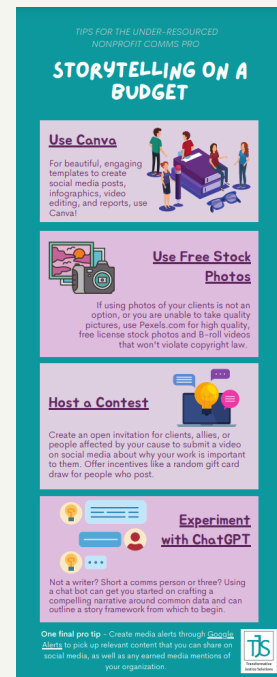 TIPS FOR THE UNDER-RESOURCED
NONPROFIT COMMS PRO
STORYTELLING ON A
BUDGET
Use Canva
For beautiful, engaging
templates to create
social media posts,
infographics, video
editing, and reports, use
Canva!
Use Free Stock
Photos
If using photos of your clients is not an
option, or you are unable to take quality
pictures, use Pexels.com for high quality,
free license stock photos and B-roll videos
that won't violate copyright law.
Host a Contest
Create an open invitation for clients, allies, or
people affected by your cause to submit a video
on social media about why your work is important
to them. Offer incentives like a random gift card
draw for people who post.
Experiment
with ChatGPT
Not a writer? Short a comms person or three? Using
a chat bot can get you started on crafting a
compelling narrative around common data and can
outline a story framework from which to begin.
One final pro tip - Create media alerts through Google
Alerts to pick up relevant content that you can share on
social media, as well as any earned media mentions of
your organization.
TJS
Transformative
Justice Solutions